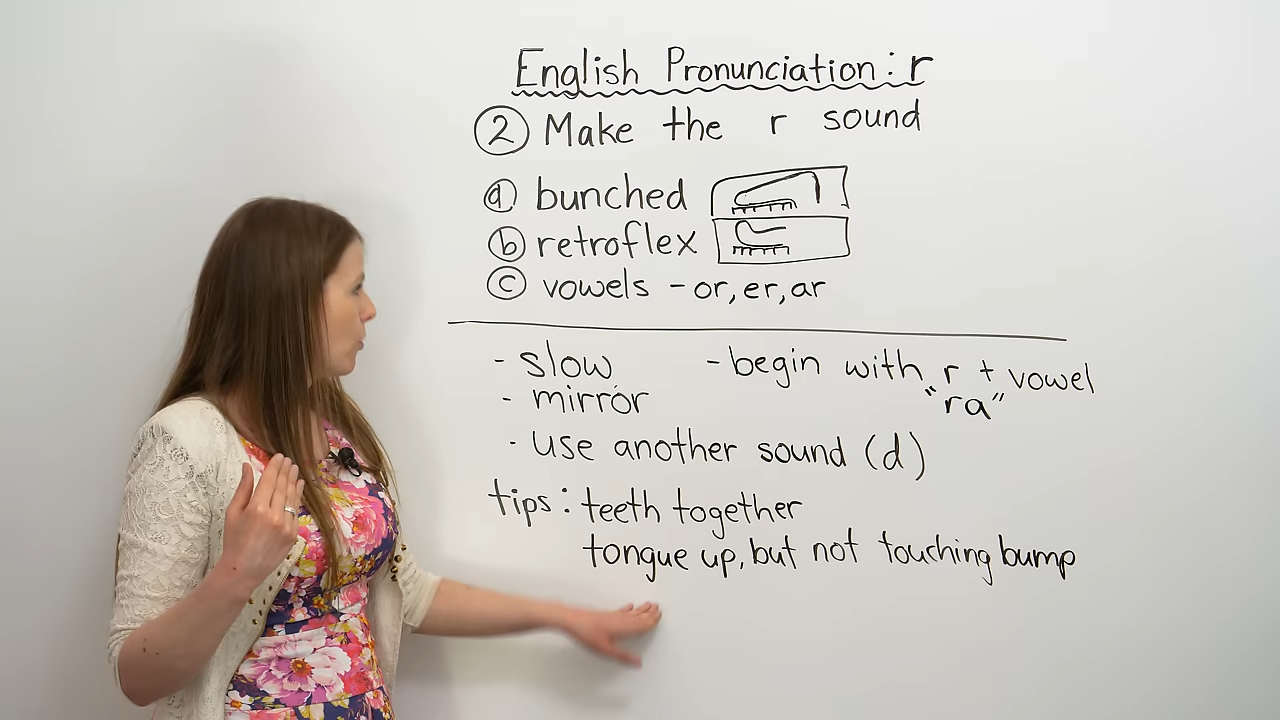 English Pronunciation: r
② Make the r sound
ⓐ bunched
ⓑ retroflex
ⓒ vowels - or, er, ar
- slow
- mirror
- begin with r + vowel
"ra"
- use another sound (d)
tips: teeth together
tongue up, but not touching bump